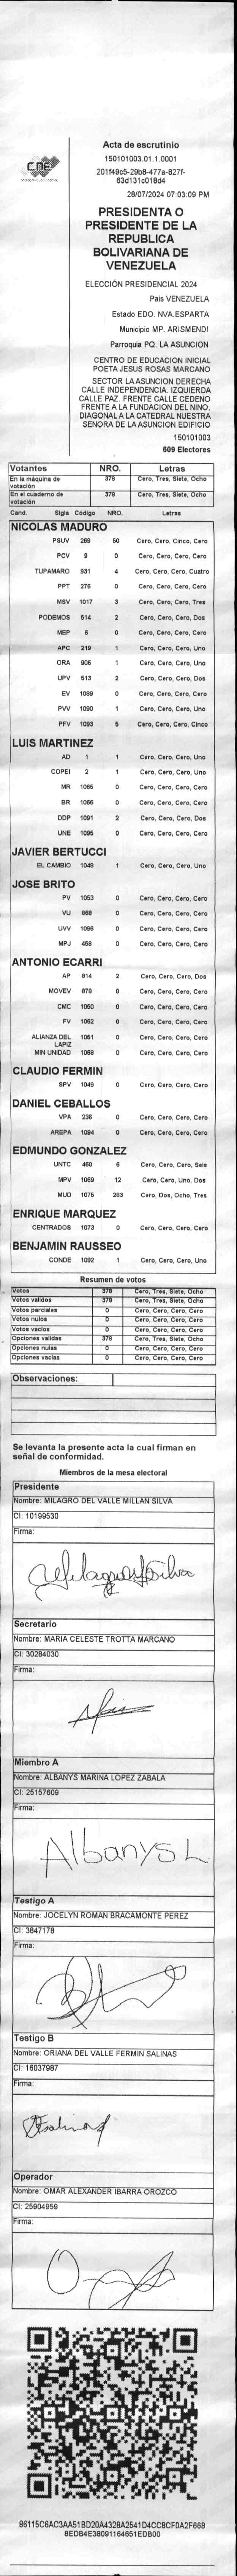 CNE
Acta de escrutinio
150101003.01.1.0001
201f49c5-29b8-477a-827f-
63d131c018d4
28/07/2024 07:03:09 PM
PRESIDENTA O
PRESIDENTE DE LA
REPUBLICA
BOLIVARIANA DE
VENEZUELA
ELECCIÓN PRESIDENCIAL 2024
Pais VENEZUELA
Estado EDO. NVA.ESPARTA
Municipio MP. ARISMENDI
Parroquia PQ. LA ASUNCION
CENTRO DE EDUCACION INICIAL
POETA JESUS ROSAS MARCANO
SECTOR LA ASUNCION DERECHA
CALLE INDEPENDENCIA. IZQUIERDA
CALLE PAZ. FRENTE CALLE CEDENO
FRENTE A LA FUNDACION DEL NINO,
DIAGONAL A LA CATEDRAL NUESTRA
SENORA DE LA ASUNCION EDIFICIO
150101003
609 Electores
Votantes NRO. Letras
En la máquina de votación 378 Cero, Tres, Siete, Ocho
En el cuaderno de votación 378 Cero, Tres, Siete, Ocho
Cand. Sigla Código NRO. Letras
NICOLAS MADURO
PSUV 269 50 Cero, Cero, Cinco, Cero
PCV 9 0 Cero, Cero, Cero, Cero
TUPAMARO 931 4 Cero, Cero, Cero, Cuatro
PPT 276 0 Cero, Cero, Cero, Cero
MSV 1017 3 Cero, Cero, Cero, Tres
PODEMOS 514 2 Cero, Cero, Cero, Dos
MEP 6 0 Cero, Cero, Cero, Cero
APC 219 1 Cero, Cero, Cero, Uno
ORA 906 1 Cero, Cero, Cero, Uno
UPV 513 2 Cero, Cero, Cero, Dos
EV 1089 0 Cero, Cero, Cero, Cero
PVV 1090 1 Cero, Cero, Cero, Uno
PFV 1093 5 Cero, Cero, Cero, Cinco
LUIS MARTINEZ
AD 1 1 Cero, Cero, Cero, Uno
COPEI 2 1 Cero, Cero, Cero, Uno
MR 1065 0 Cero, Cero, Cero, Cero
BR 1066 0 Cero, Cero, Cero, Cero
DDP 1091 2 Cero, Cero, Cero, Dos
UNE 1095 0 Cero, Cero, Cero, Cero
JAVIER BERTUCCI
EL CAMBIO 1048 1 Cero, Cero, Cero, Uno
JOSE BRITO
PV 1053 0 Cero, Cero, Cero, Cero
VU 868 0 Cero, Cero, Cero, Cero
UVV 1096 0 Cero, Cero, Cero, Cero
MPJ 458 0 Cero, Cero, Cero, Cero
ANTONIO ECARRI
AP 814 2 Cero, Cero, Cero, Dos
MOVEV 878 0 Cero, Cero, Cero, Cero
CMC 1050 0 Cero, Cero, Cero, Cero
FV 1062 0 Cero, Cero, Cero, Cero
ALIANZA DEL LAPIZ 1051 0 Cero, Cero, Cero, Cero
MIN UNIDAD 1068 0 Cero, Cero, Cero, Cero
CLAUDIO FERMIN
SPV 1049 0 Cero, Cero, Cero, Cero
DANIEL CEBALLOS
VPA 236 0 Cero, Cero, Cero, Cero
AREPA 1094 0 Cero, Cero, Cero, Cero
EDMUNDO GONZALEZ
UNTC 460 6 Cero, Cero, Cero, Seis
MPV 1069 12 Cero, Cero, Uno, Dos
MUD 1075 283 Cero, Dos, Ocho, Tres
ENRIQUE MARQUEZ
CENTRADOS 1073 0 Cero, Cero, Cero, Cero
BENJAMIN RAUSSEO
CONDE 1092 1 Cero, Cero, Cero, Uno
Resumen de votos
Votos 378 Cero, Tres, Siete, Ocho
Votos validos 378 Cero, Tres, Siete, Ocho
Votos parciales 0 Cero, Cero, Cero, Cero
Votos nulos 0 Cero, Cero, Cero, Cero
Votos vacios 0 Cero, Cero, Cero, Cero
Opciones validas 378 Cero, Tres, Siete, Ocho
Opciones nulas 0 Cero, Cero, Cero, Cero
Opciones vacias 0 Cero, Cero, Cero, Cero
Observaciones:
Se levanta la presente acta la cual firman en
señal de conformidad.
Miembros de la mesa electoral
Presidente
Nombre: MILAGRO DEL VALLE MILLAN SILVA
CI: 10199530
Firma:
Secretario
Nombre: MARIA CELESTE TROTTA MARCANO
CI: 30284030
Firma:
Miembro A
Nombre: ALBANYS MARINA LOPEZ ZABALA
CI: 25157609
Firma:
Albanys L
Testigo A
Nombre: JOCELYN ROMAN BRACAMONTE PEREZ
CI: 3847178
Firma:
Testigo B
Nombre: ORIANA DEL VALLE FERMIN SALINAS
CI: 16037987
Firma:
Operador
Nombre: OMAR ALEXANDER IBARRA OROZCO
CI: 25904959
Firma:
86115C6AC3AA51BD20A4328A2541D4CC8CF0A2F668
8EDB4E38091164651EDB00